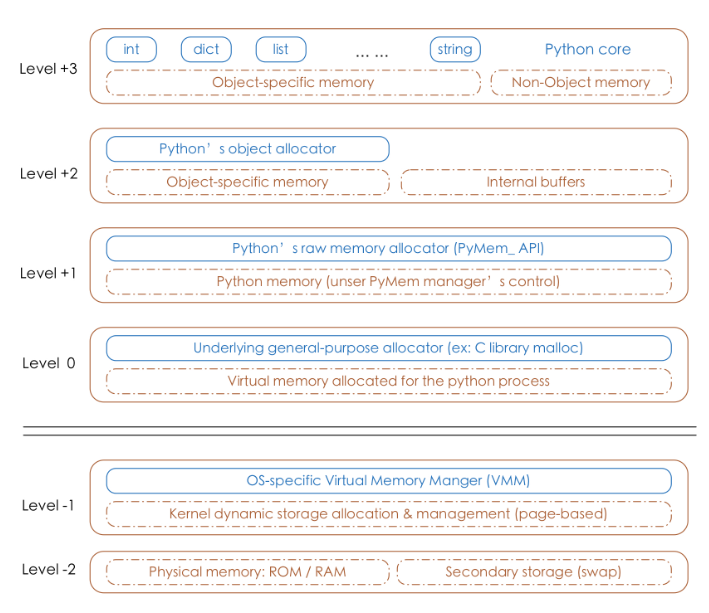 int dict list ... ... string Python core
Level +3
Object-specific memory Non-Object memory
Python’ s object allocator
Level +2
Object-specific memory Internal buffers
Python’ s raw memory allocator (PyMem_ API)
Level +1
Python memory (unser PyMem manager’ s control)
Underlying general-purpose allocator (ex: C library malloc)
Level 0
Virtual memory allocated for the python process
OS-specific Virtual Memory Manger (VMM)
Level -1
Kernel dynamic storage allocation & management (page-based)
Level -2 Physical memory: ROM / RAM Secondary storage (swap)